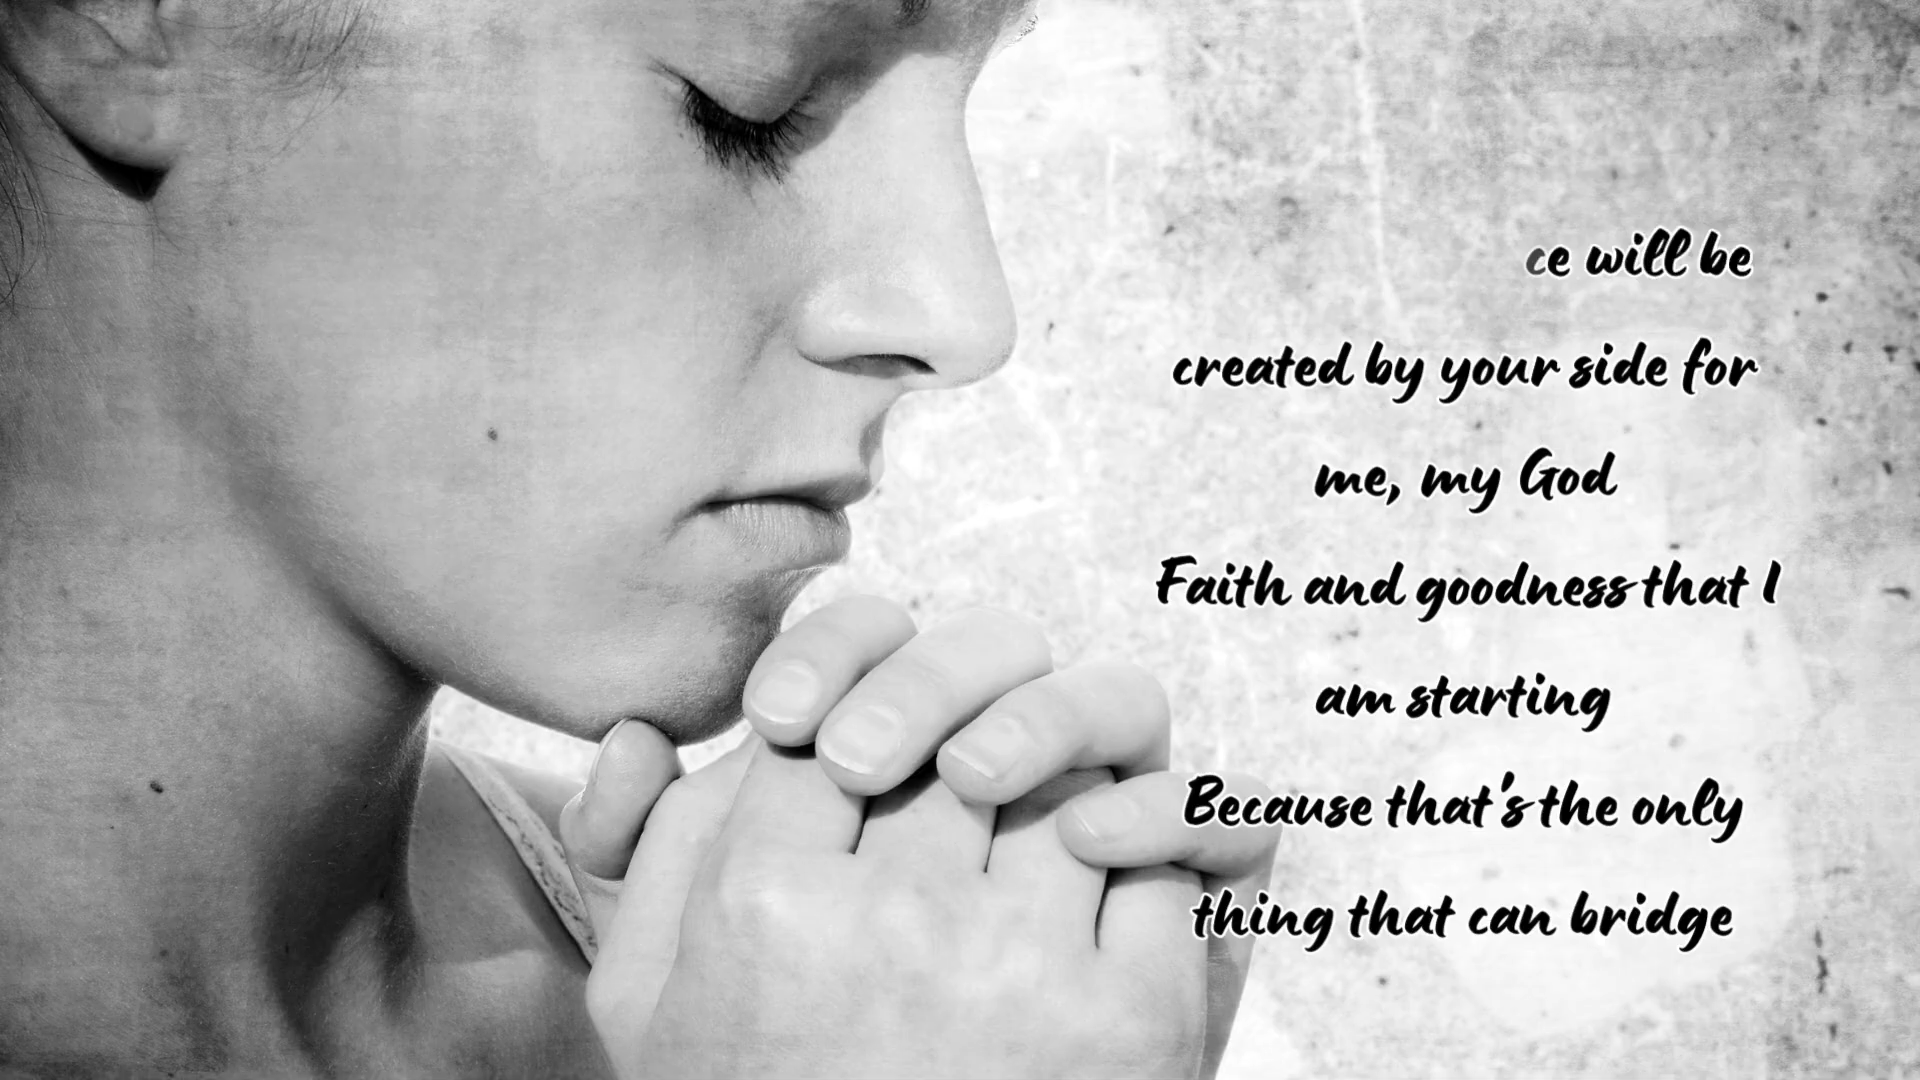 ce will be
created by your side for
me, my God
Faith and goodness that I
am starting
Because that's the only
thing that can bridge